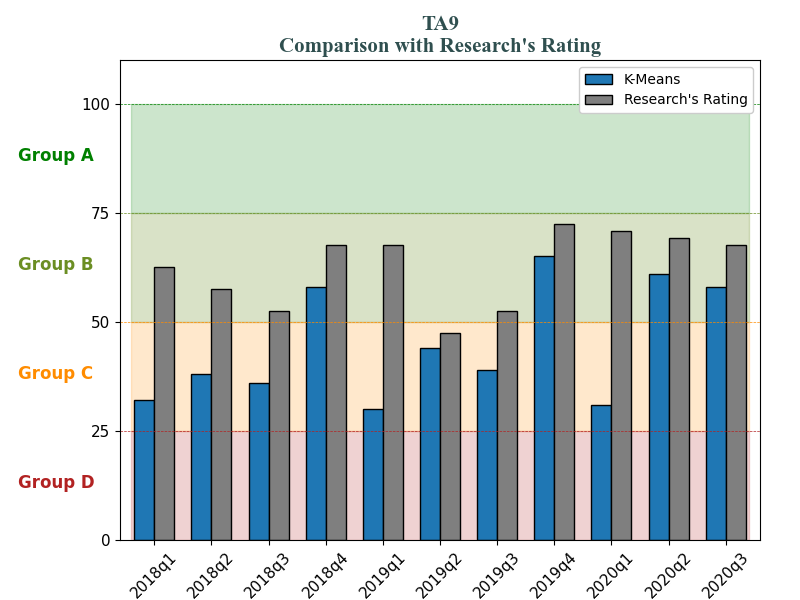 TA9
Comparison with Research's Rating
K-Means
Research's Rating
100
Group A
75
Group B
50
Group C
25
Group D
0
2018q1
2018q2
2018q3
2018q4
2019q1
2019q2
2019q3
2019q4
2020q1
2020q2
2020q3